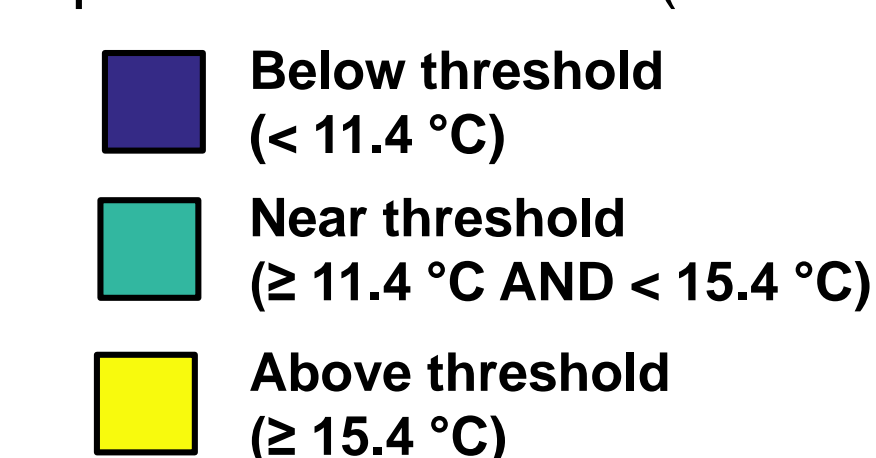 Below threshold
(< 11.4 °C)
Near threshold
(≥ 11.4 °C AND < 15.4 °C)
Above threshold
(≥ 15.4 °C)